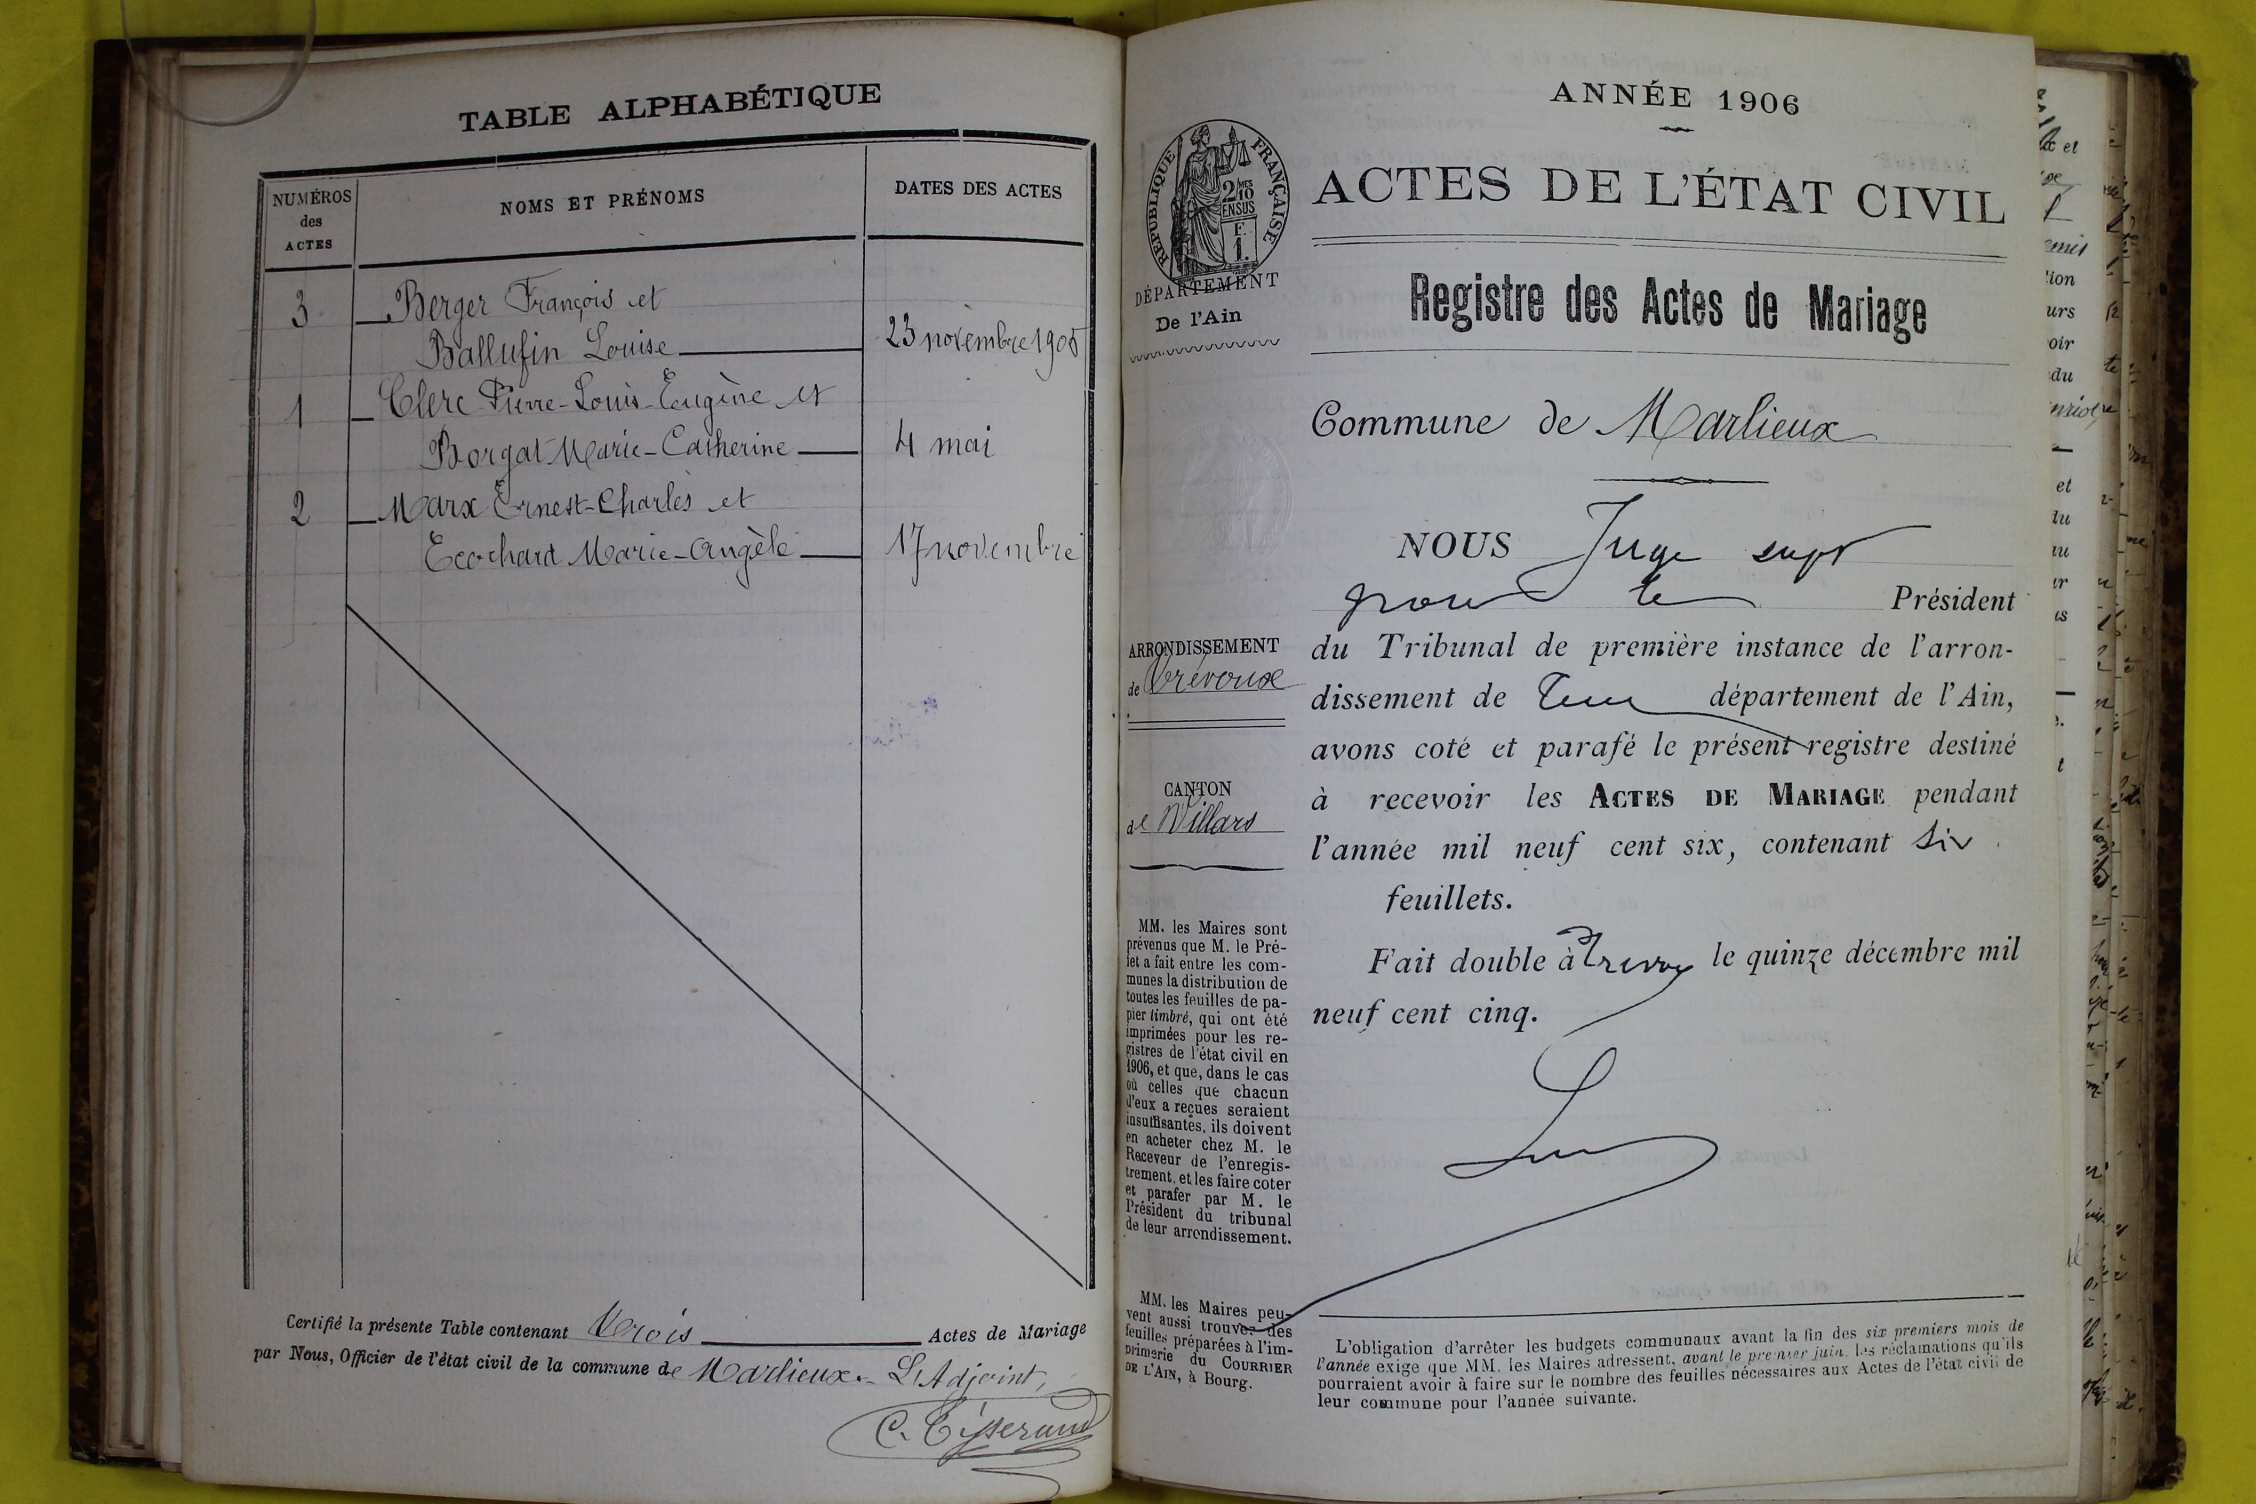 TABLE ALPHABÉTIQUE
NUMÉROS
des
ACTES
NOMS ET PRÉNOMS
DATES DES ACTES
3
Berger François et
Ballufin Louise
23 novembre 1905
1
Clerc Pierre-Louis-Eugène et
Borgat Marie-Catherine
4 mai
2
Marx Ernest-Charles et
Ecochard Marie-Angèle
17 novembre
Certifié la présente Table contenant Trois Actes de Mariage
par Nous, Officier de l'état civil de la commune de Marlieux. - L'Adjoint,
C. Tisserand
ANNÉE 1906
RÉPUBLIQUE FRANÇAISE
2 MES
10
EN SUS
F.
1.
DÉPARTEMENT
De l'Ain
ACTES DE L'ÉTAT CIVIL
Registre des Actes de Mariage
Commune de Marlieux
NOUS Juge supt
pour le Président
du Tribunal de première instance de l'arron-
dissement de département de l'Ain,
avons coté et parafé le présent registre destiné
à recevoir les ACTES DE MARIAGE pendant
l'année mil neuf cent six, contenant six
feuillets.
Fait double à Trevoux le quinze décembre mil
neuf cent cinq.
ARRONDISSEMENT
de Trévoux
CANTON
de Villars
MM. les Maires sont
prévenus que M. le Pré-
fet a fait entre les com-
munes la distribution de
toutes les feuilles de pa-
pier timbré, qui ont été
imprimées pour les re-
gistres de l'état civil en
1906, et que, dans le cas
où celles que chacun
d'eux a reçues seraient
insuffisantes, ils doivent
en acheter chez M. le
Receveur de l'enregis-
trement, et les faire coter
et parafer par M. le
Président du tribunal
de leur arrondissement.
MM. les Maires peu-
vent aussi trouver des
feuilles préparées à l'im-
primerie du COURRIER
DE L'AIN, à Bourg.
L'obligation d'arrêter les budgets communaux avant la fin des six premiers mois de
l'année exige que MM. les Maires adressent, avant le premier juin, les réclamations qu'ils
pourraient avoir à faire sur le nombre des feuilles nécessaires aux Actes de l'état civil de
leur commune pour l'année suivante.